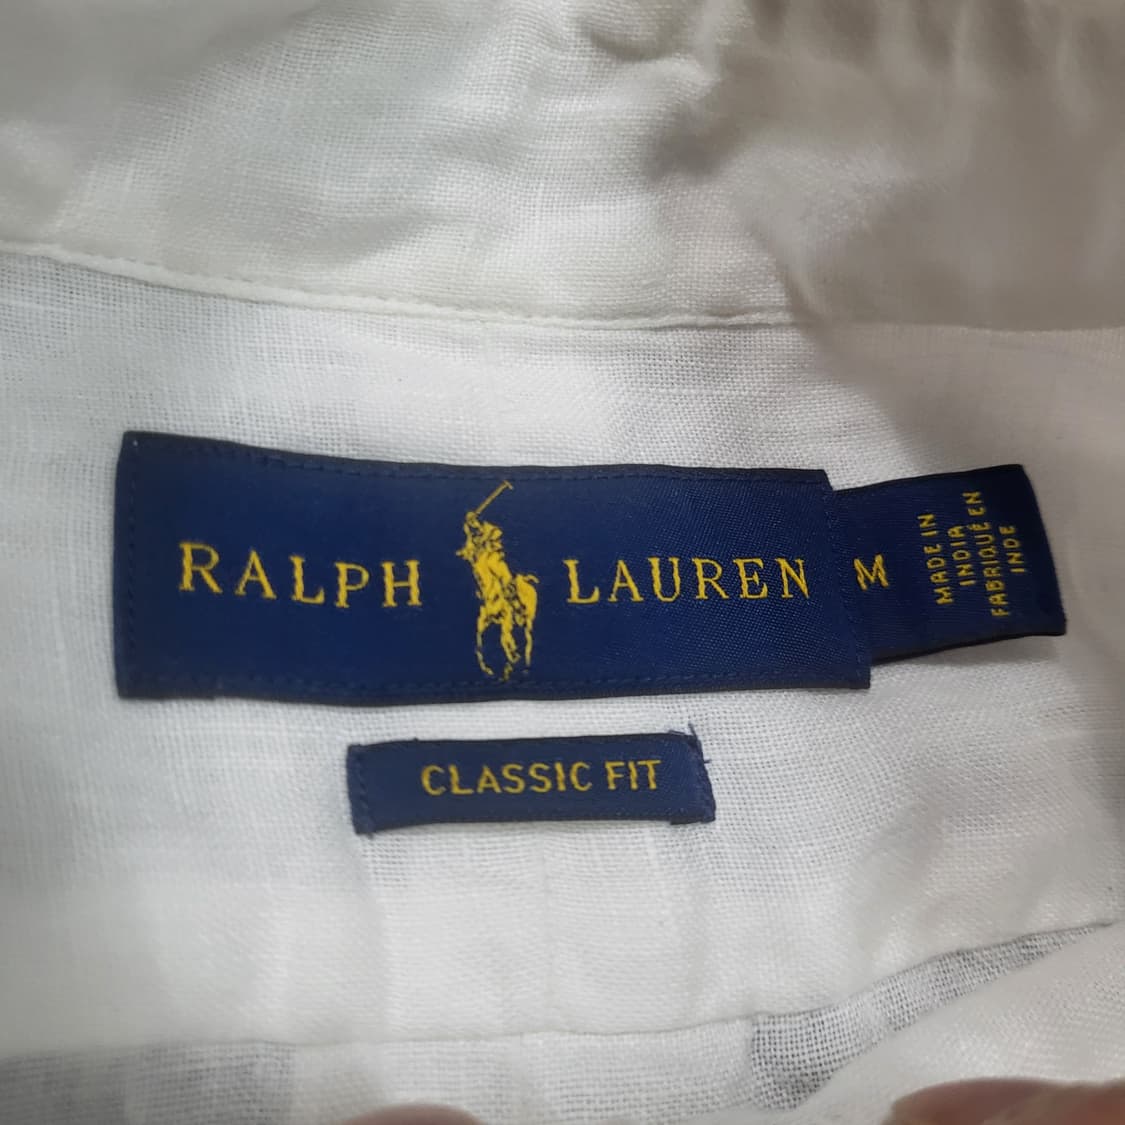 RALPH LAUREN
M
MADE IN
INDIA
FABRIQUÉ EN
INDE
CLASSIC FIT